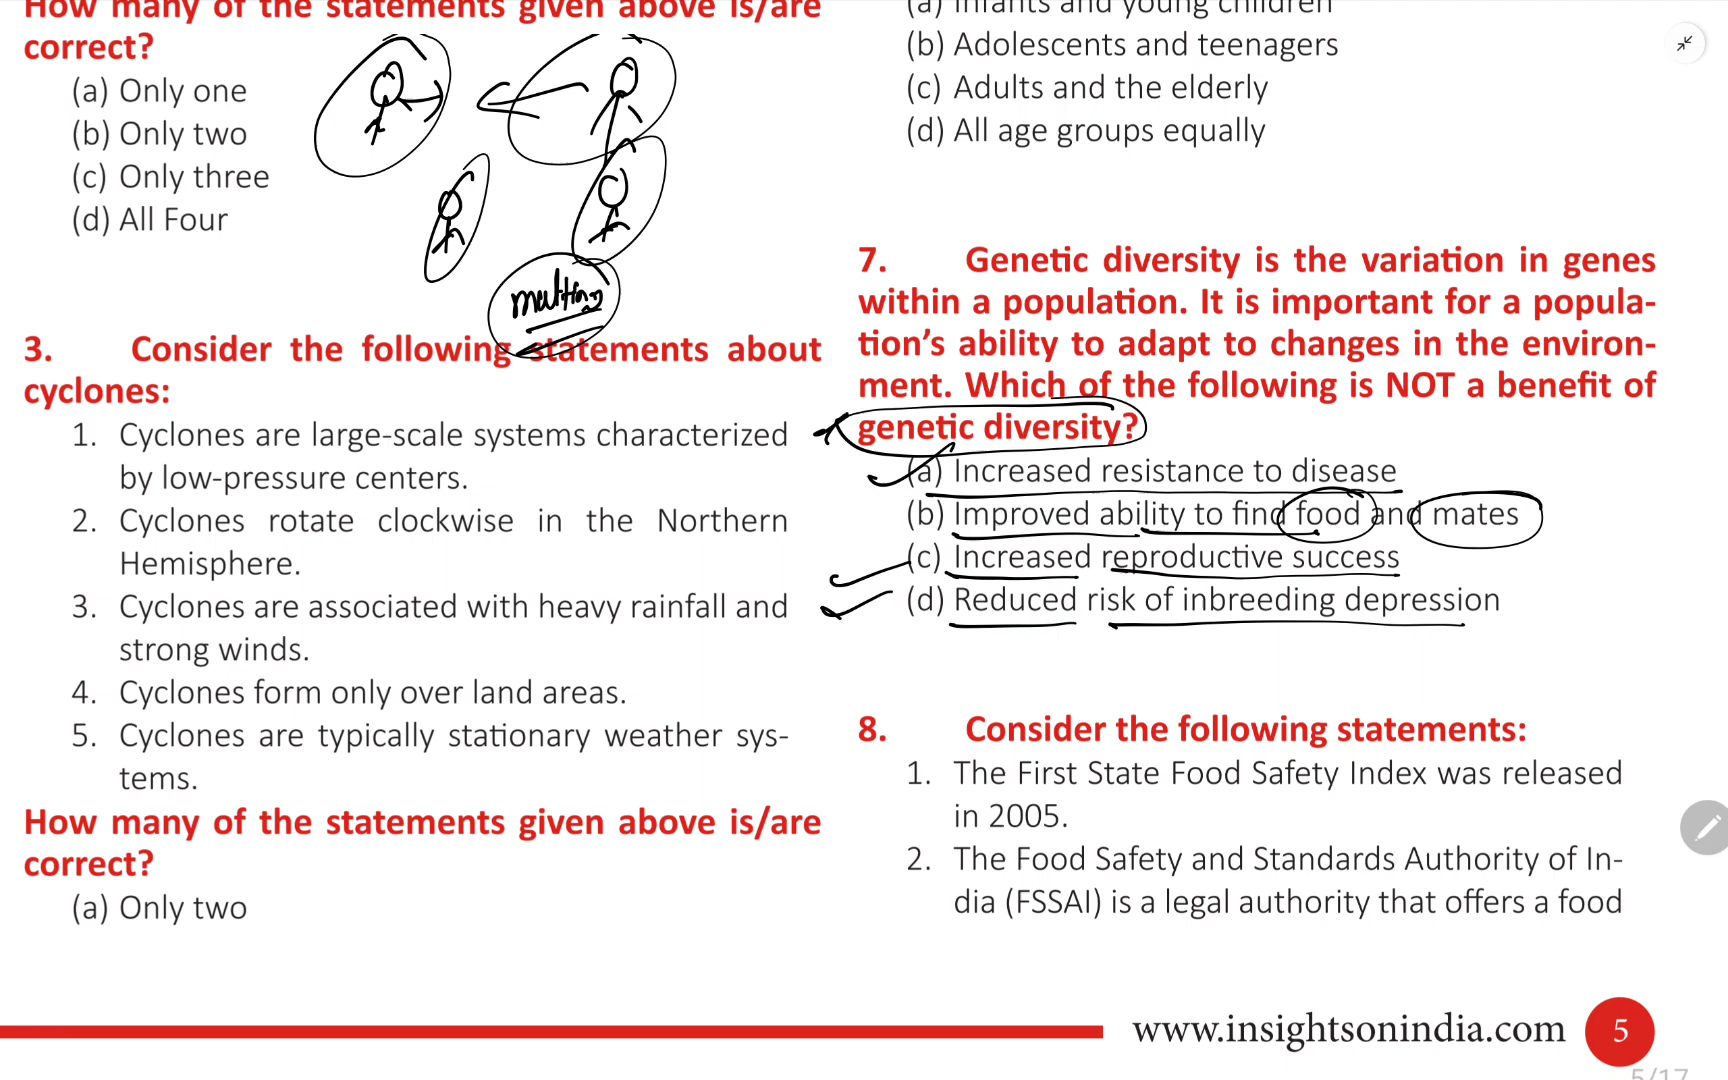 How many of the statements given above is/are
correct?
(a) Only one
(b) Only two
(c) Only three
(d) All Four
3. Consider the following statements about
cyclones:
1. Cyclones are large-scale systems characterized
by low-pressure centers.
2. Cyclones rotate clockwise in the Northern
Hemisphere.
3. Cyclones are associated with heavy rainfall and
strong winds.
4. Cyclones form only over land areas.
5. Cyclones are typically stationary weather sys-
tems.
How many of the statements given above is/are
correct?
(a) Only two
(a) Infants and young children
(b) Adolescents and teenagers
(c) Adults and the elderly
(d) All age groups equally
7. Genetic diversity is the variation in genes
within a population. It is important for a popula-
tion’s ability to adapt to changes in the environ-
ment. Which of the following is NOT a benefit of
genetic diversity?
(a) Increased resistance to disease
(b) Improved ability to find food and mates
(c) Increased reproductive success
(d) Reduced risk of inbreeding depression
8. Consider the following statements:
1. The First State Food Safety Index was released
in 2005.
2. The Food Safety and Standards Authority of In-
dia (FSSAI) is a legal authority that offers a food
www.insightsonindia.com 5
5/17